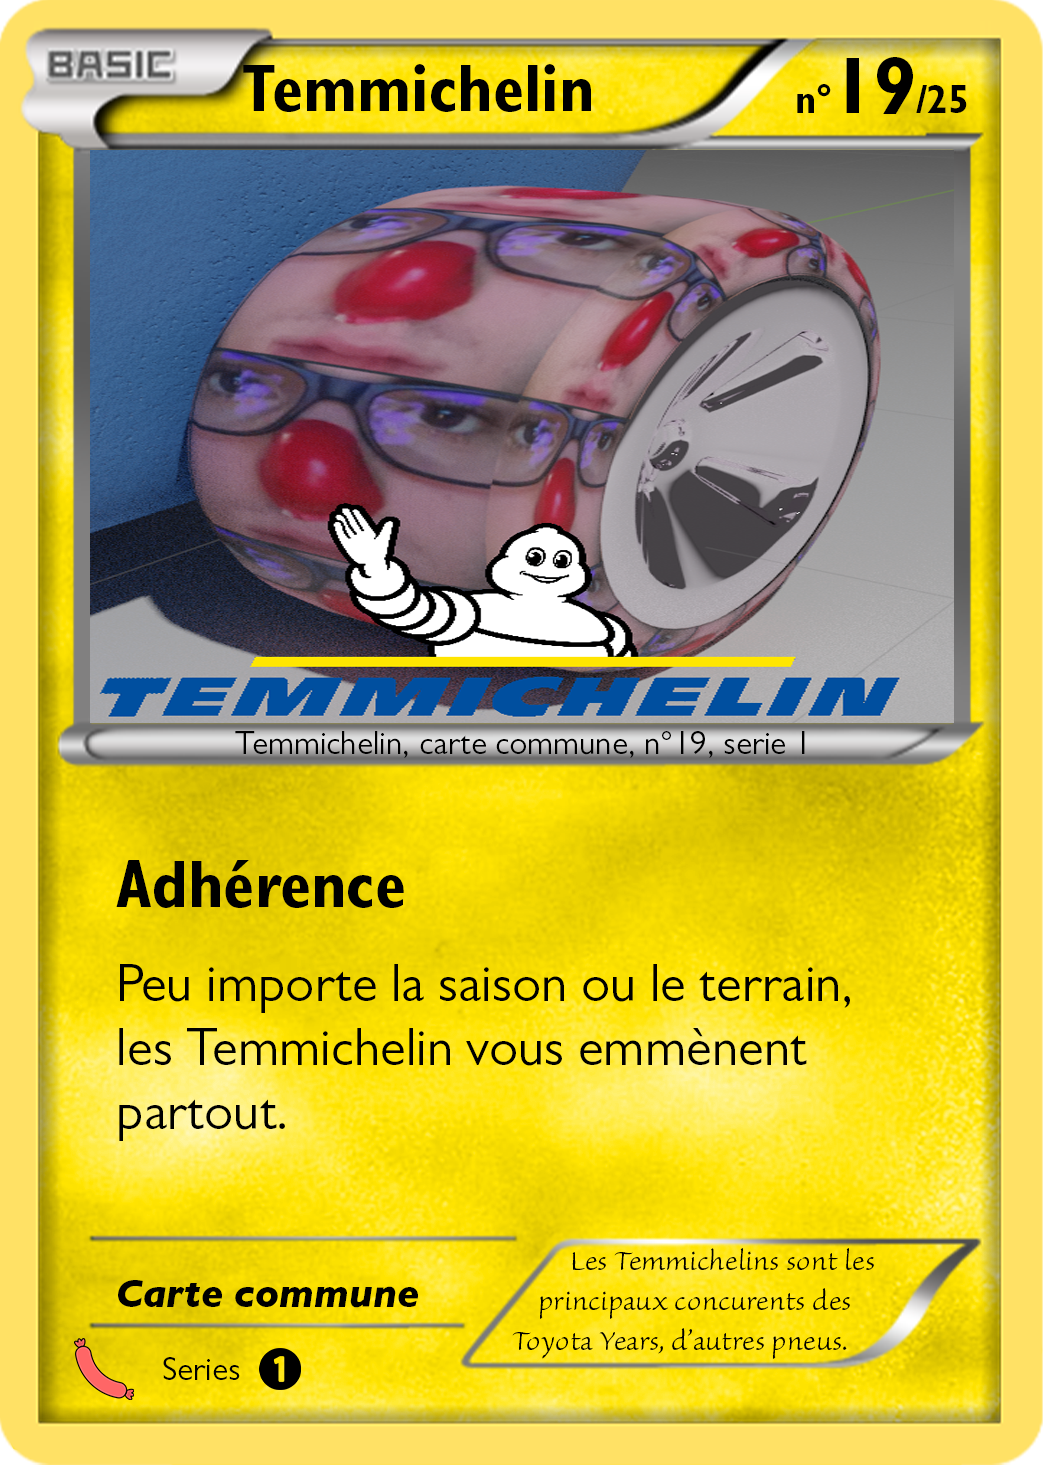 BASIC
Temmichelin
n°19/25
TEMMICHELIN
Temmichelin, carte commune, n°19, serie 1
Adhérence
Peu importe la saison ou le terrain,
les Temmichelin vous emmènent
partout.
Carte commune
Les Temmichelins sont les
principaux concurents des
Toyota Years, d'autres pneus.
Series 1